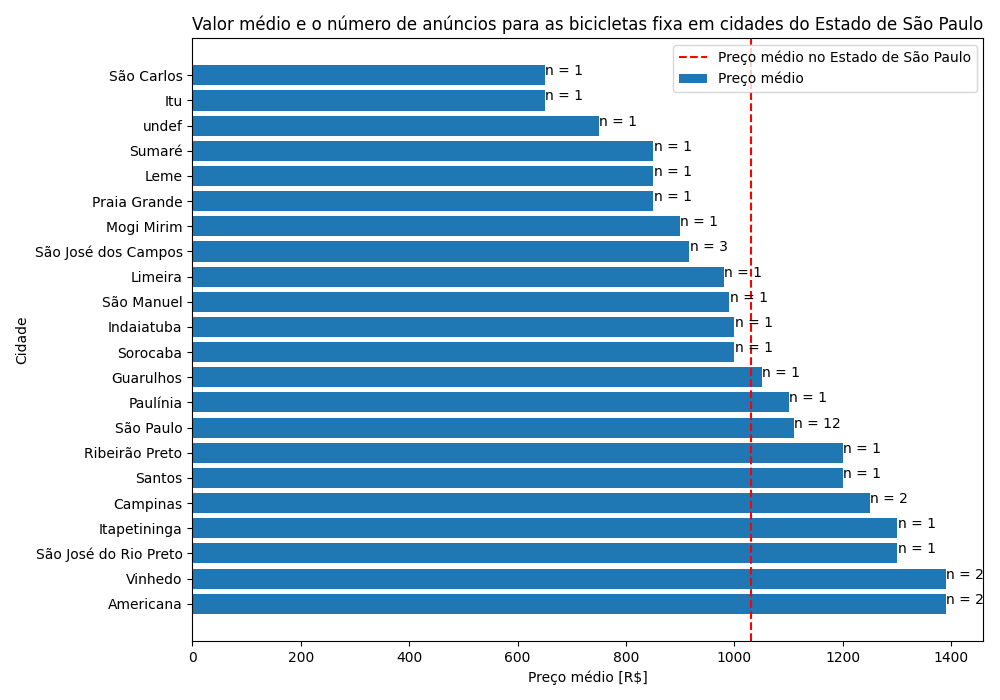 Valor médio e o número de anúncios para as bicicletas fixa em cidades do Estado de São Paulo
Preço médio no Estado de São Paulo
Preço médio
São Carlos n = 1
Itu n = 1
undef n = 1
Sumaré n = 1
Leme n = 1
Praia Grande n = 1
Mogi Mirim n = 1
São José dos Campos n = 3
Limeira n = 1
São Manuel n = 1
Indaiatuba n = 1
Sorocaba n = 1
Guarulhos n = 1
Paulínia n = 1
São Paulo n = 12
Ribeirão Preto n = 1
Santos n = 1
Campinas n = 2
Itapetininga n = 1
São José do Rio Preto n = 1
Vinhedo n = 2
Americana n = 2
Cidade
0 200 400 600 800 1000 1200 1400
Preço médio [R$]